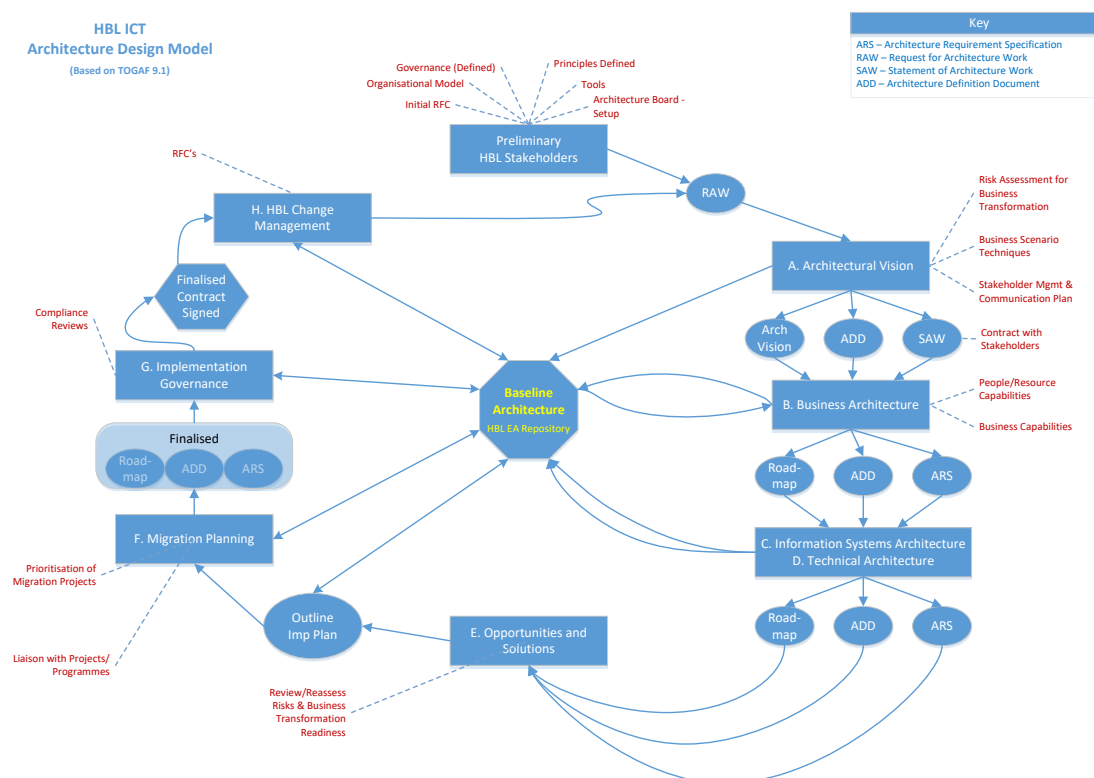 HBL ICT
Architecture Design Model
(Based on TOGAF 9.1)
Key
ARS – Architecture Requirement Specification
RAW – Request for Architecture Work
SAW – Statement of Architecture Work
ADD – Architecture Definition Document
Governance (Defined)
Principles Defined
Organisational Model
Tools
Initial RFC
Architecture Board -
Setup
Preliminary
HBL Stakeholders
RFC's
RAW
H. HBL Change
Management
Risk Assessment for
Business
Transformation
Business Scenario
Techniques
Stakeholder Mgmt &
Communication Plan
A. Architectural Vision
Finalised
Contract
Signed
Compliance
Reviews
Arch
Vision
ADD
SAW
Contract with
Stakeholders
G. Implementation
Governance
Baseline
Architecture
HBL EA Repository
B. Business Architecture
People/Resource
Capabilities
Business Capabilities
Finalised
Road-
map
ADD
ARS
Road-
map
ADD
ARS
F. Migration Planning
C. Information Systems Architecture
D. Technical Architecture
Prioritisation of
Migration Projects
Outline
Imp Plan
E. Opportunities and
Solutions
Road-
map
ADD
ARS
Liaison with Projects/
Programmes
Review/Reassess
Risks & Business
Transformation
Readiness